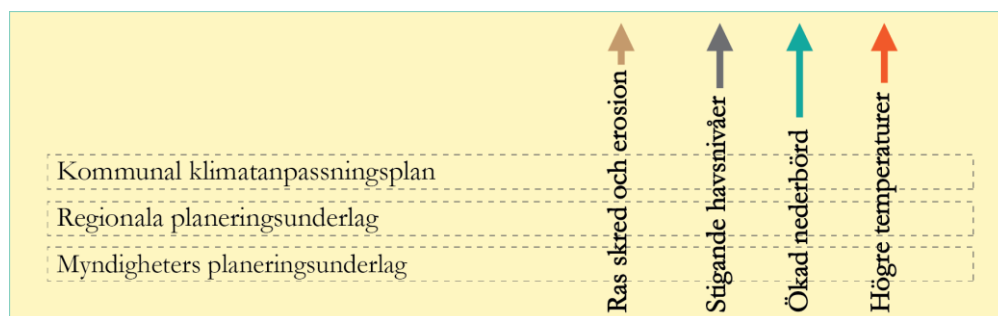 Kommunal klimatanpassningsplan
Regionala planeringsunderlag
Myndigheters planeringsunderlag
Ras skred och erosion
Stigande havsnivåer
Ökad nederbörd
Högre temperaturer